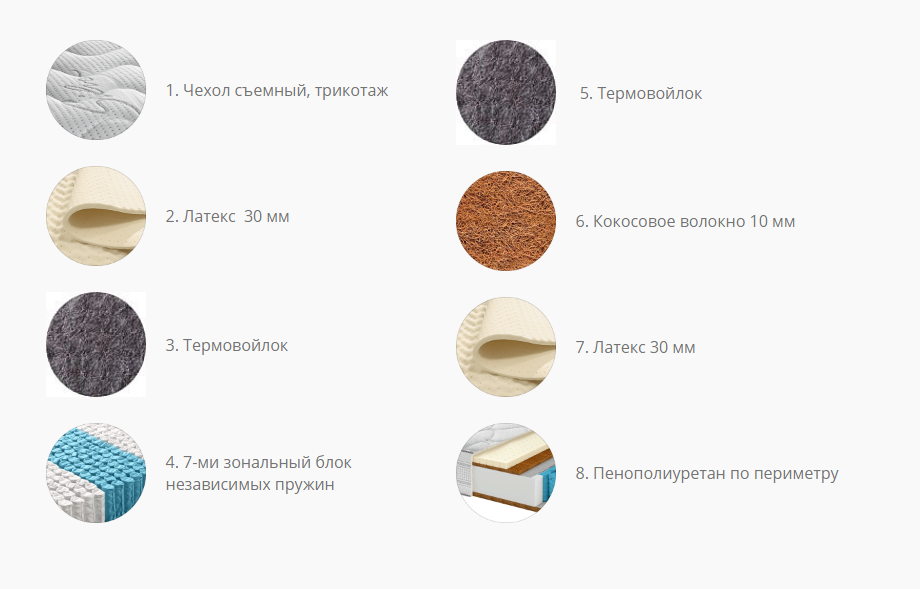 1. Чехол съемный, трикотаж
2. Латекс  30 мм
3. Термовойлок
4. 7-ми зональный блок
независимых пружин
5. Термовойлок
6. Кокосовое волокно 10 мм
7. Латекс 30 мм
8. Пенополиуретан по периметру